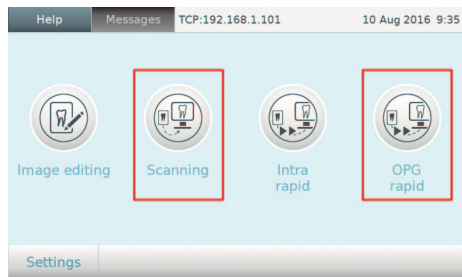 Help
Messages
TCP:192.168.1.101
10 Aug 2016 9:35
Image editing
Scanning
Intra
rapid
OPG
rapid
Settings